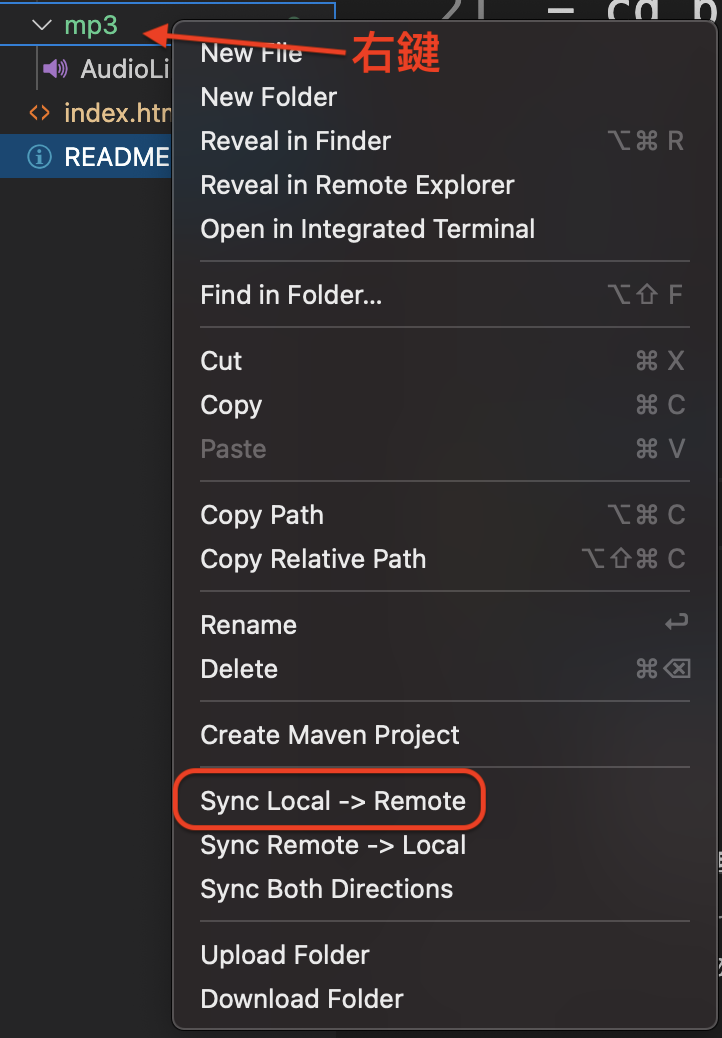 mp3
右鍵
AudioLi
index.htm
README
21 – cd b
New File
New Folder
Reveal in Finder ⌥⌘ R
Reveal in Remote Explorer
Open in Integrated Terminal
Find in Folder... ⌥⇧ F
Cut ⌘ X
Copy ⌘ C
Paste ⌘ V
Copy Path ⌥⌘ C
Copy Relative Path ⌥⇧⌘ C
Rename ↩
Delete ⌘⌫
Create Maven Project
Sync Local -> Remote
Sync Remote -> Local
Sync Both Directions
Upload Folder
Download Folder